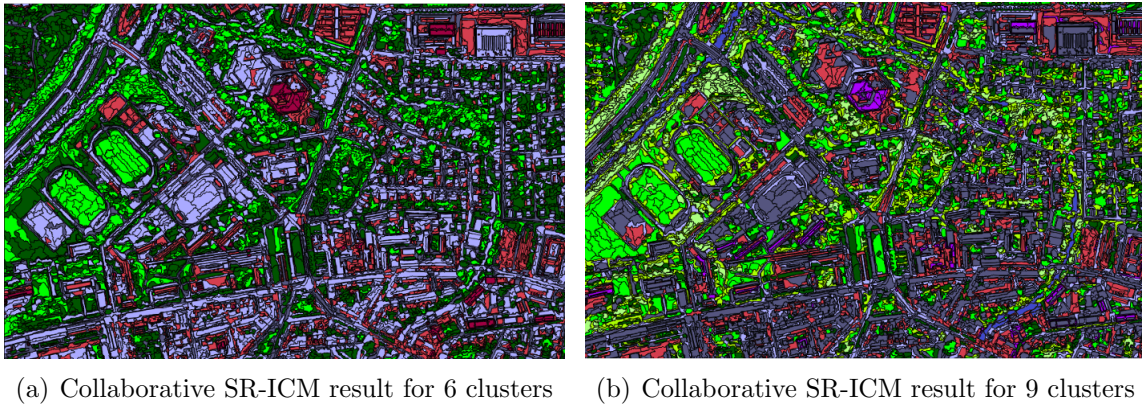 (a) Collaborative SR-ICM result for 6 clusters
(b) Collaborative SR-ICM result for 9 clusters